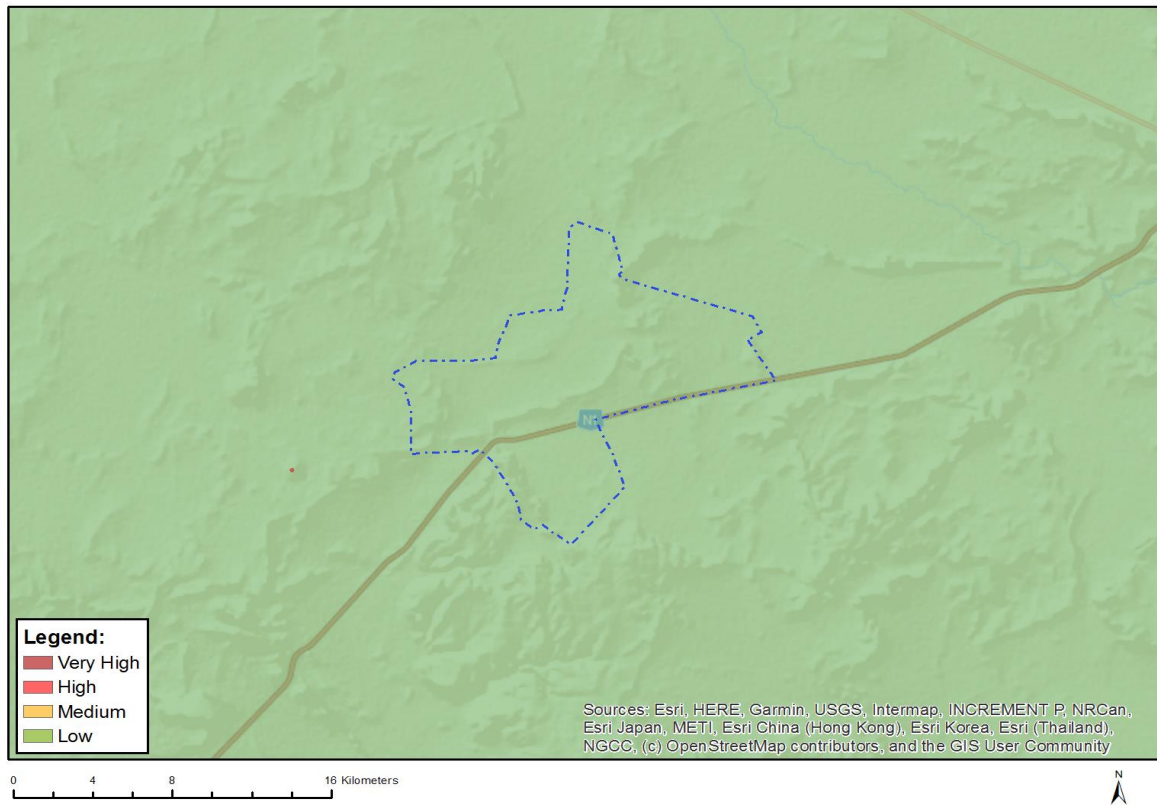 N1
Legend:
Very High
High
Medium
Low
Sources: Esri, HERE, Garmin, USGS, Intermap, INCREMENT P, NRCan,
Esri Japan, METI, Esri China (Hong Kong), Esri Korea, Esri (Thailand),
NGCC, (c) OpenStreetMap contributors, and the GIS User Community
0 4 8 16 Kilometers
N